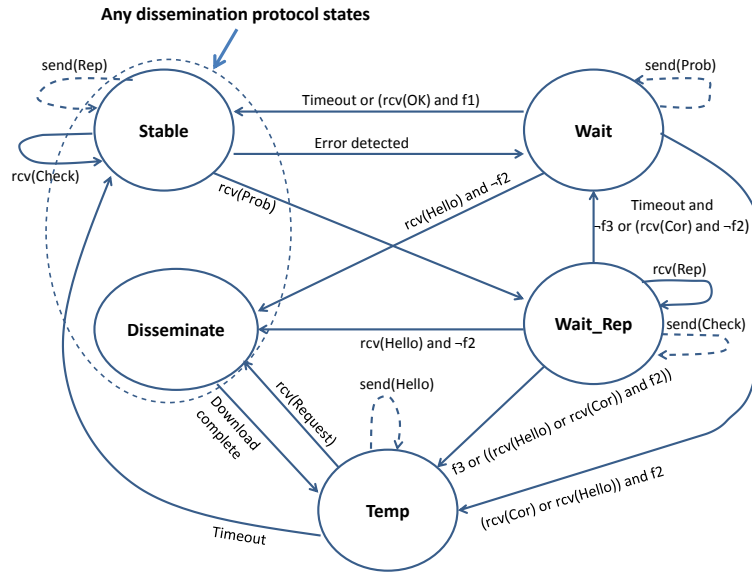 Any dissemination protocol states
send(Rep)
send(Prob)
Timeout or (rcv(OK) and f1)
Stable
Wait
Error detected
rcv(Check)
rcv(Prob)
rcv(Hello) and ¬f2
Timeout and
¬f3 or (rcv(Cor) and ¬f2)
rcv(Rep)
Disseminate
Wait_Rep
send(Check)
rcv(Hello) and ¬f2
send(Hello)
rcv(Request)
Download
complete
f3 or ((rcv(Hello) or rcv(Cor)) and f2))
(rcv(Cor) or rcv(Hello)) and f2
Temp
Timeout